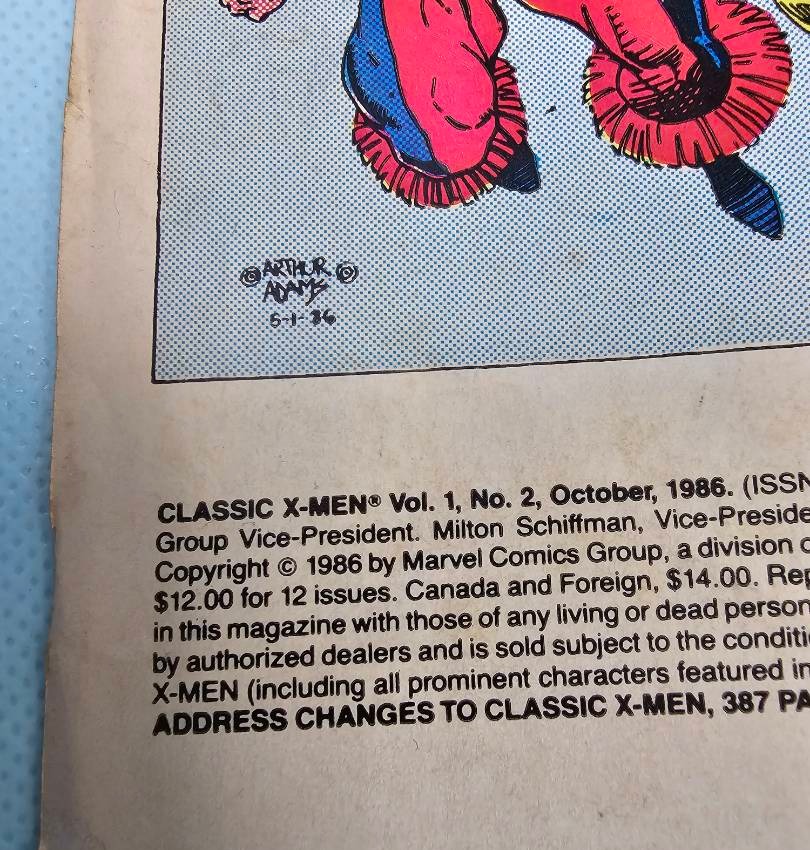 © ARTHUR ©
ADAMS
5-1-86
CLASSIC X-MEN® Vol. 1, No. 2, October, 1986. (ISSN
Group Vice-President. Milton Schiffman, Vice-Preside
Copyright © 1986 by Marvel Comics Group, a division o
$12.00 for 12 issues. Canada and Foreign, $14.00. Rep
in this magazine with those of any living or dead person
by authorized dealers and is sold subject to the conditi
X-MEN (including all prominent characters featured in
ADDRESS CHANGES TO CLASSIC X-MEN, 387 PA